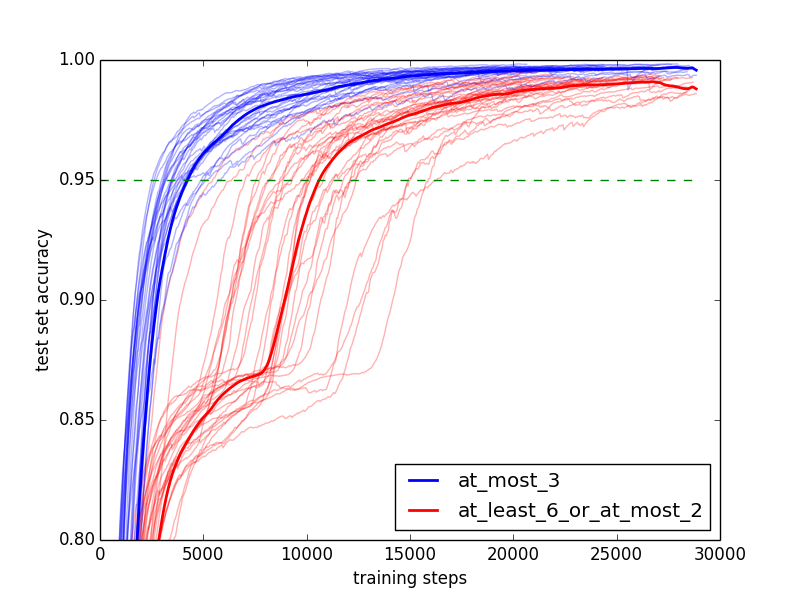 1.00
0.95
0.90
0.85
0.80
test set accuracy
at_most_3
at_least_6_or_at_most_2
0 5000 10000 15000 20000 25000 30000
training steps